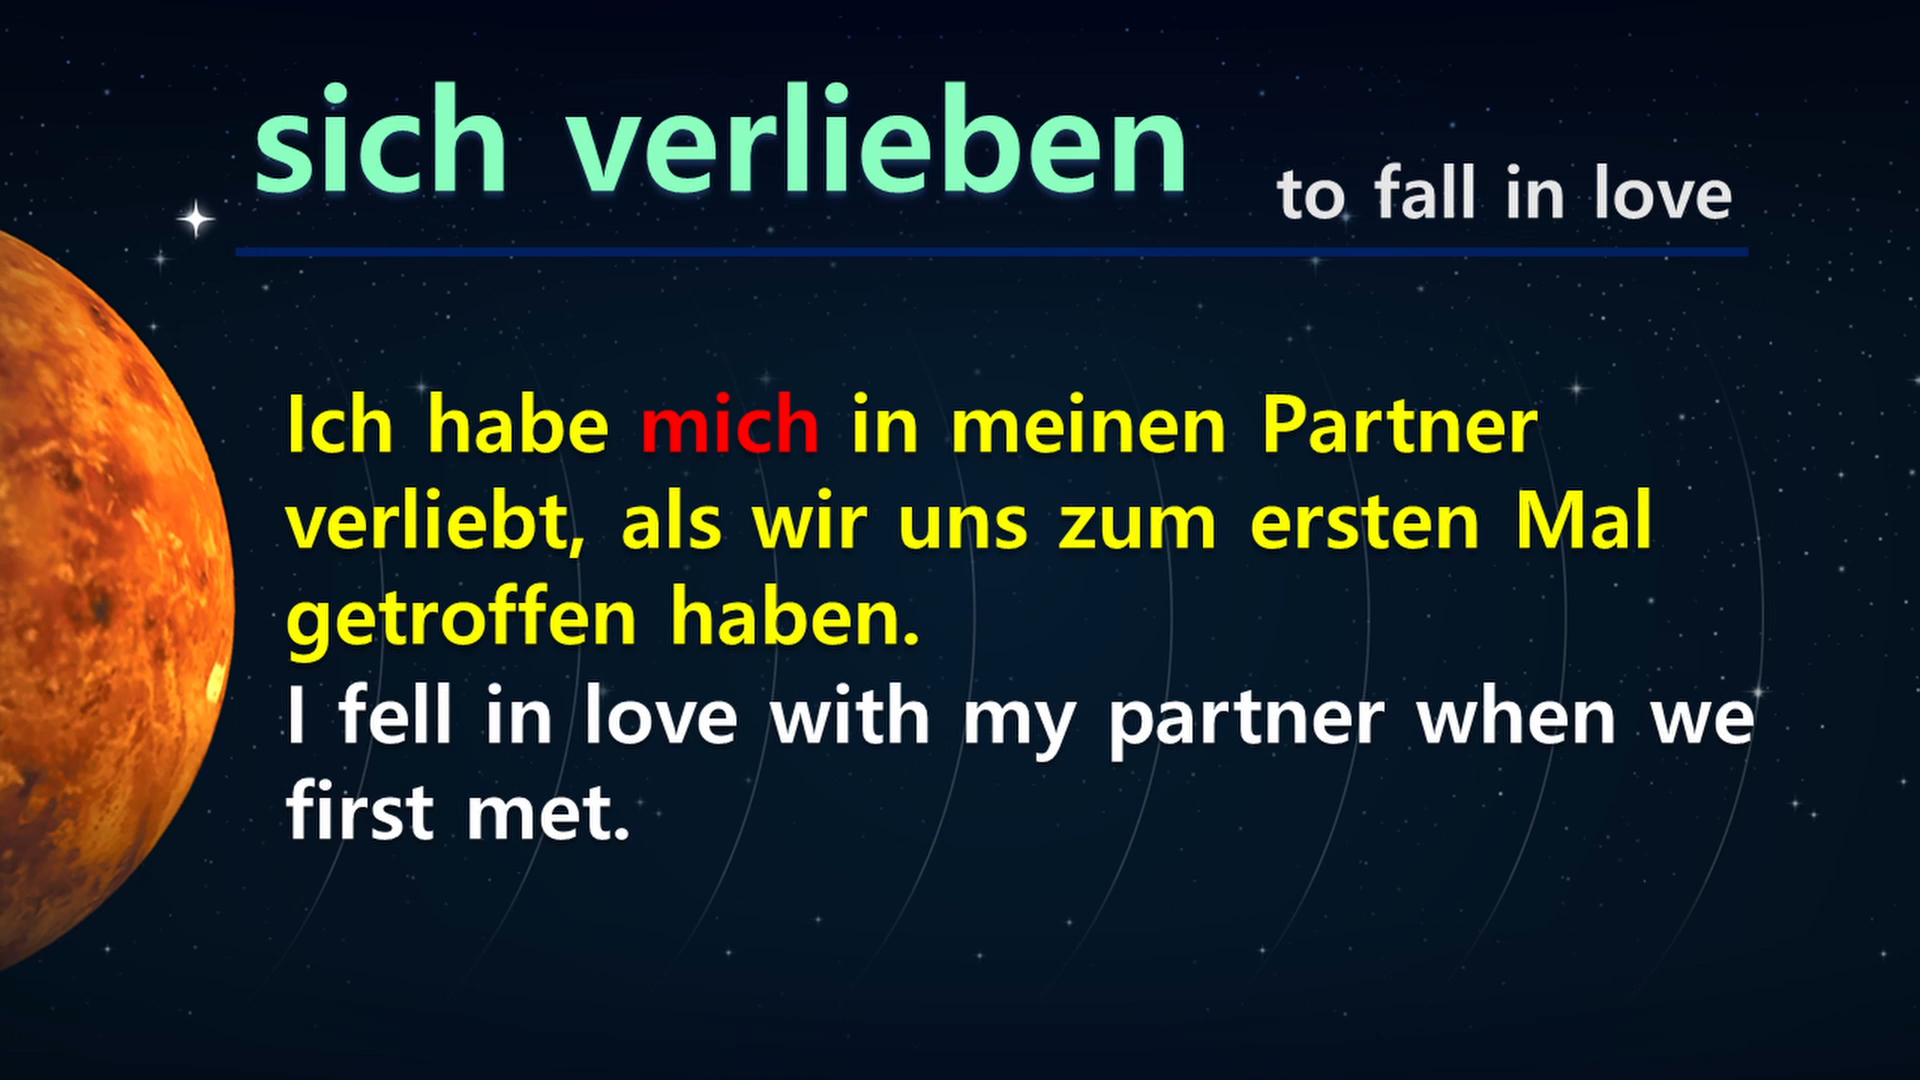 sich verlieben to fall in love
Ich habe mich in meinen Partner
verliebt, als wir uns zum ersten Mal
getroffen haben.
I fell in love with my partner when we
first met.